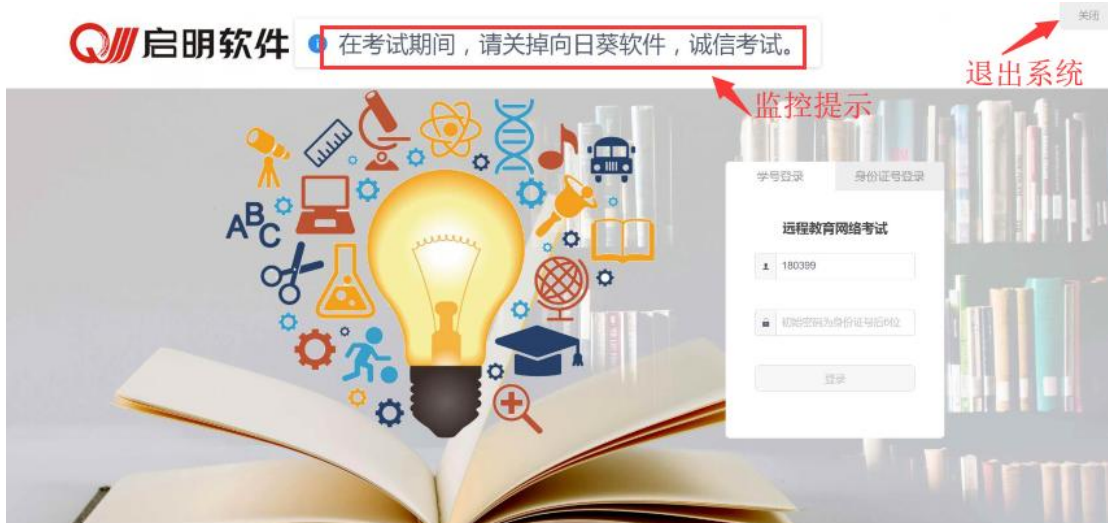 启明软件
在考试期间，请关掉向日葵软件，诚信考试。
关闭
退出系统
监控提示
学号登录 身份证号登录
远程教育网络考试
180399
初始密码为身份证号后6位
登录
ABC